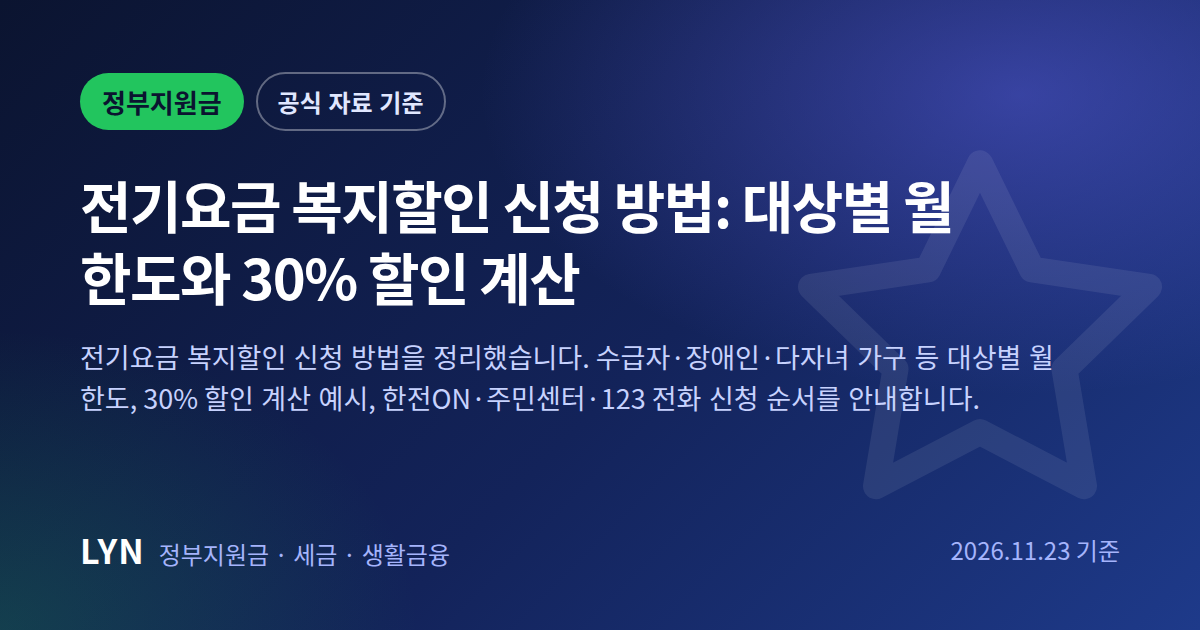 정부지원금
공식 자료 기준
전기요금 복지할인 신청 방법: 대상별 월
한도와 30% 할인 계산
전기요금 복지할인 신청 방법을 정리했습니다. 수급자·장애인·다자녀 가구 등 대상별 월
한도, 30% 할인 계산 예시, 한전ON·주민센터·123 전화 신청 순서를 안내합니다.
LYN 정부지원금 · 세금 · 생활금융
2026.11.23 기준